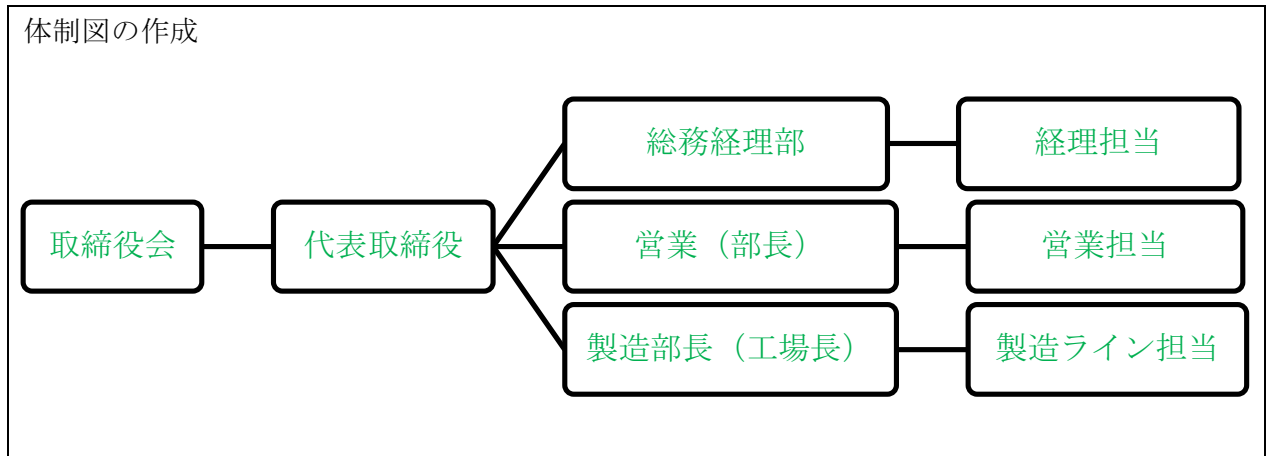 体制図の作成
総務経理部
経理担当
取締役会
代表取締役
営業（部長）
営業担当
製造部長（工場長）
製造ライン担当